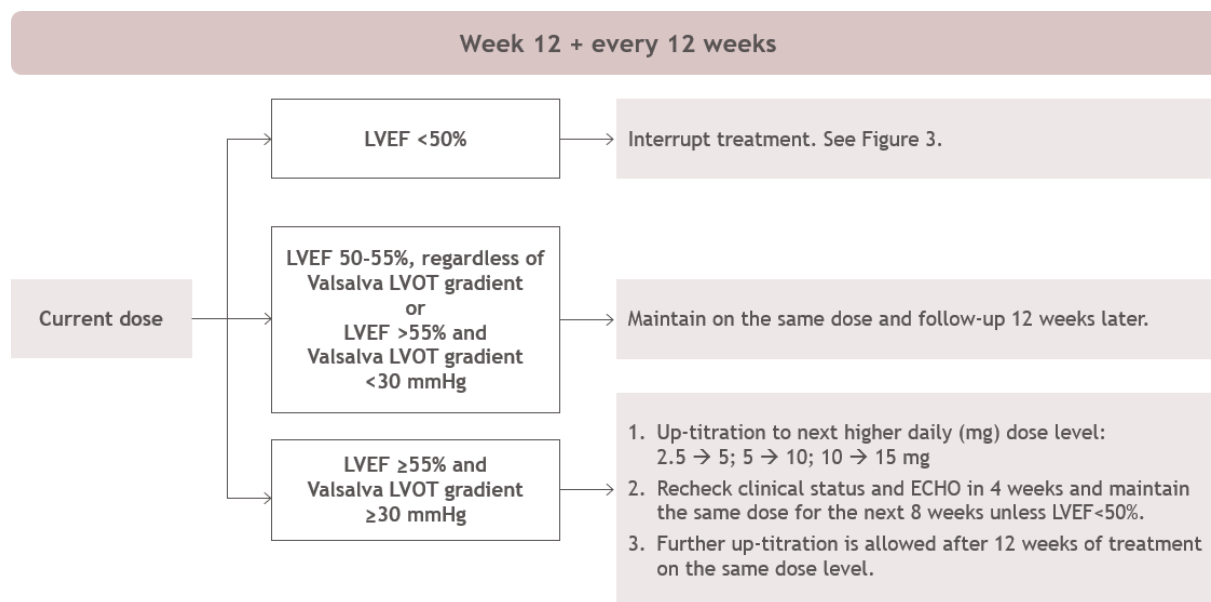 Week 12 + every 12 weeks
LVEF <50%
Interrupt treatment. See Figure 3.
Current dose
LVEF 50-55%, regardless of
Valsalva LVOT gradient
or
LVEF >55% and
Valsalva LVOT gradient
<30 mmHg
Maintain on the same dose and follow-up 12 weeks later.
LVEF ≥55% and
Valsalva LVOT gradient
≥30 mmHg
1. Up-titration to next higher daily (mg) dose level:
2.5 → 5; 5 → 10; 10 → 15 mg
2. Recheck clinical status and ECHO in 4 weeks and maintain
the same dose for the next 8 weeks unless LVEF<50%.
3. Further up-titration is allowed after 12 weeks of treatment
on the same dose level.